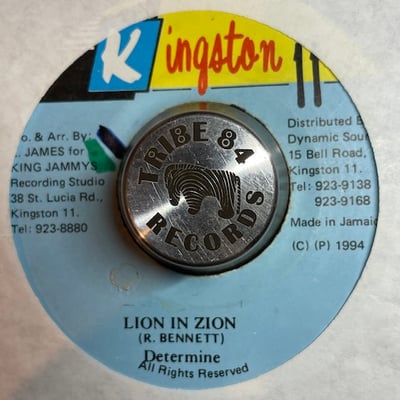 Kingston 11
o. & Arr. By:
JAMES for
KING JAMMYS
Recording Studio
38 St. Lucia Rd.,
Kingston 11.
Tel: 923-8880
Distributed B
Dynamic Sou
15 Bell Road,
Kingston 11.
Tel: 923-9138
923-9168
Made in Jamaic
(C) (P) 1994
TRIBE 84
RECORDS
LION IN ZION
(R. BENNETT)
Determine
All Rights Reserved